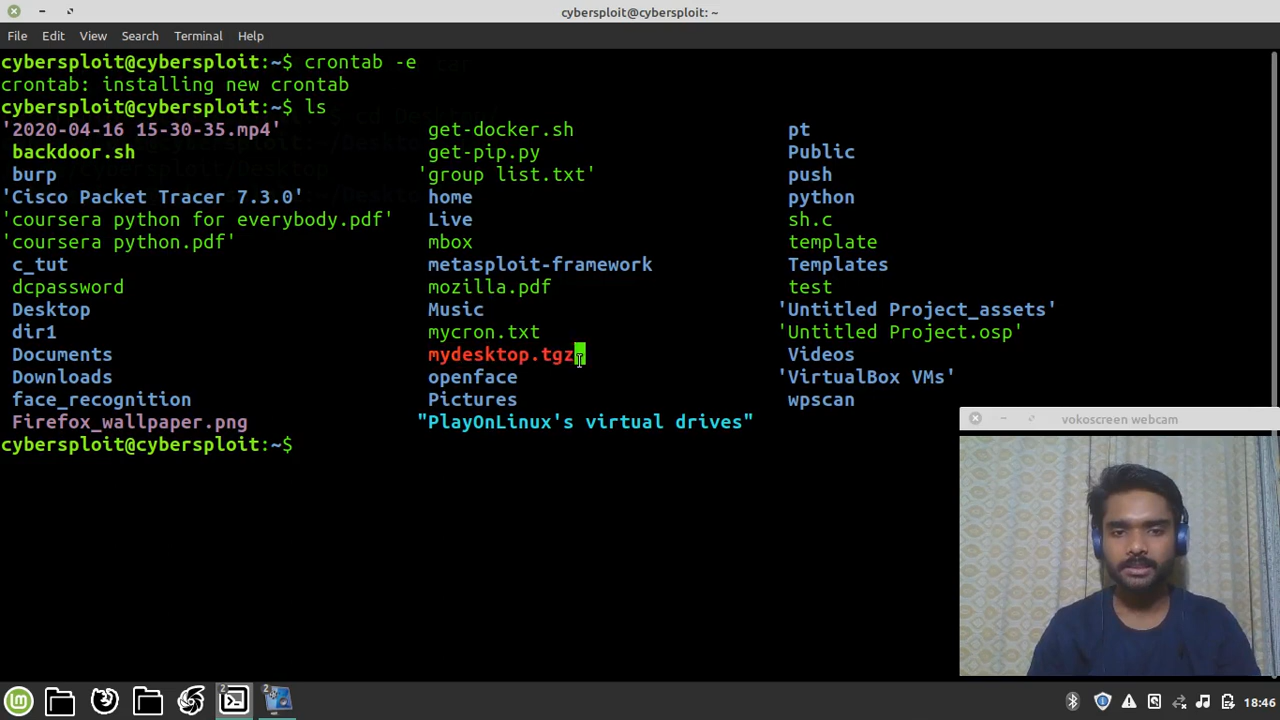 cybersploit@cybersploit: ~
File Edit View Search Terminal Help
cybersploit@cybersploit:~$ crontab -e
crontab: installing new crontab
cybersploit@cybersploit:~$ ls
'2020-04-16 15-30-35.mp4' get-docker.sh pt
backdoor.sh get-pip.py Public
burp 'group list.txt' push
'Cisco Packet Tracer 7.3.0' home python
'coursera python for everybody.pdf' Live sh.c
'coursera python.pdf' mbox template
c_tut metasploit-framework Templates
dcpassword mozilla.pdf test
Desktop Music 'Untitled Project_assets'
dir1 mycron.txt 'Untitled Project.osp'
Documents mydesktop.tgz Videos
Downloads openface 'VirtualBox VMs'
face_recognition Pictures wpscan
Firefox_wallpaper.png "PlayOnLinux's virtual drives"
cybersploit@cybersploit:~$
vokoscreen webcam
2 2 18:46